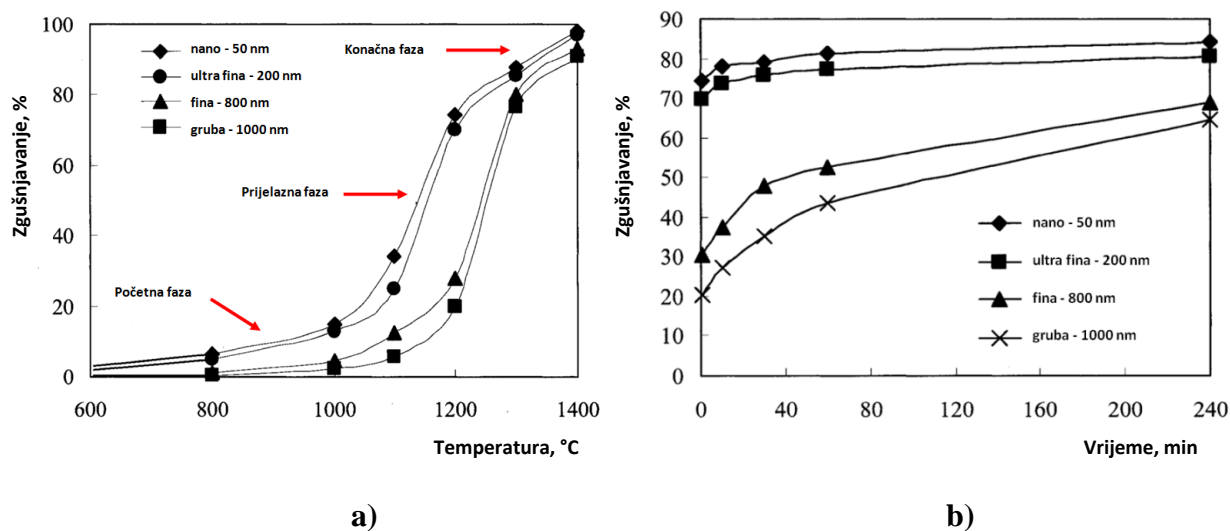 Zgušnjavanje, %
100
80
60
40
20
0
nano - 50 nm
ultra fina - 200 nm
fina - 800 nm
gruba - 1000 nm
Konačna faza
Prijelazna faza
Početna faza
600 800 1000 1200 1400
Temperatura, °C
a)
Zgušnjavanje, %
90
80
70
60
50
40
30
20
10
0
nano - 50 nm
ultra fina - 200 nm
fina - 800 nm
gruba - 1000 nm
0 40 80 120 160 200 240
Vrijeme, min
b)